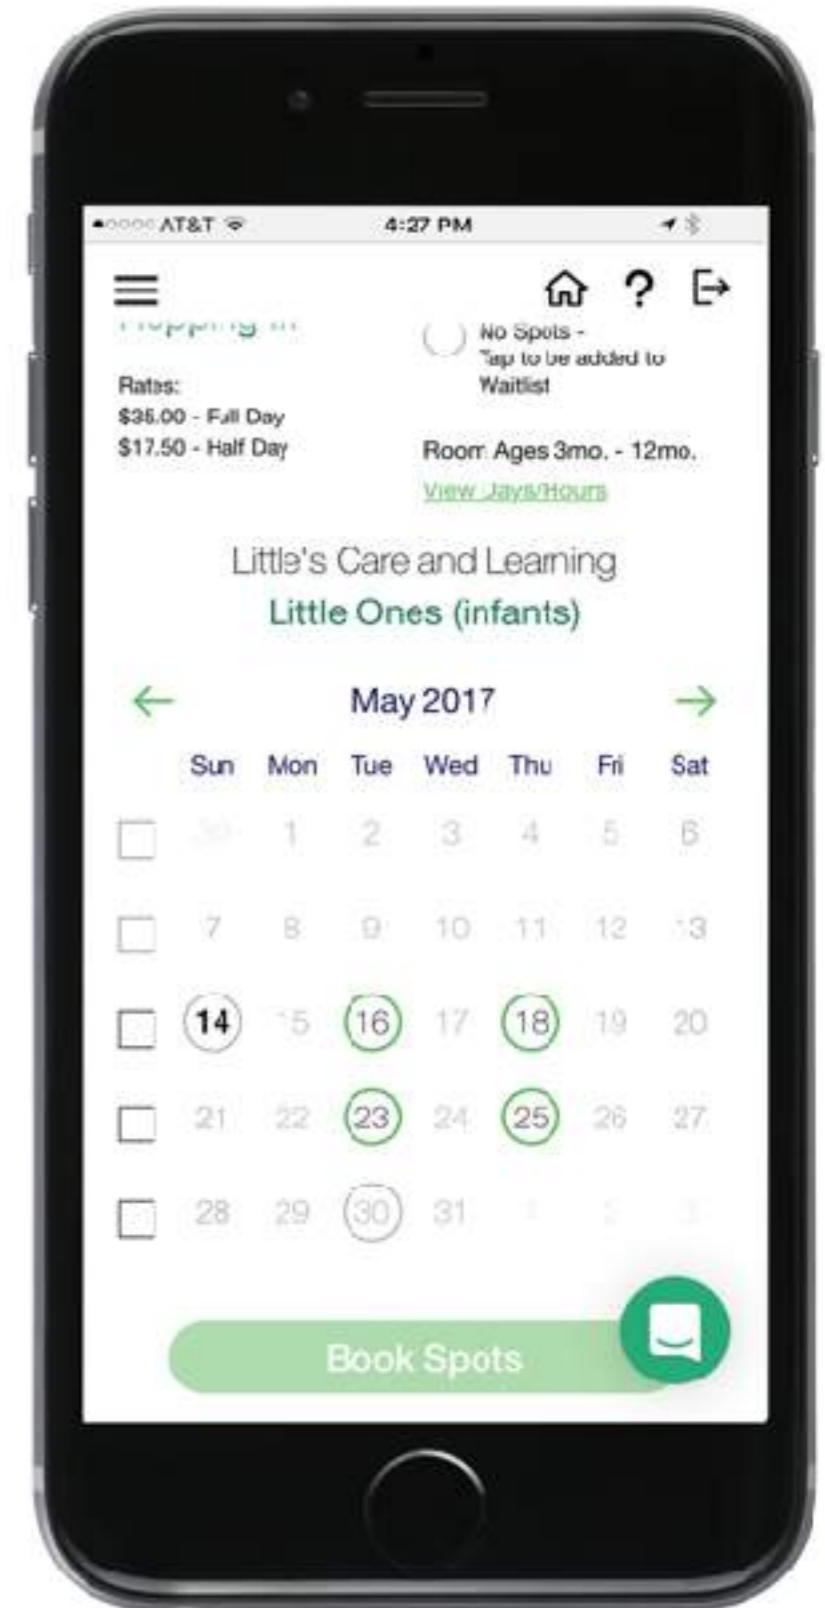 AT&T 4:27 PM
No Spots -
Tap to be added to
Waitlist
Rates:
$35.00 - Full Day
$17.50 - Half Day
Room Ages 3mo. - 12mo.
View Days/Hours
Little's Care and Learning
Little Ones (infants)
May 2017
Sun Mon Tue Wed Thu Fri Sat
30 1 2 3 4 5 6
7 8 9 10 11 12 13
14 15 16 17 18 19 20
21 22 23 24 25 26 27
28 29 30 31
Book Spots